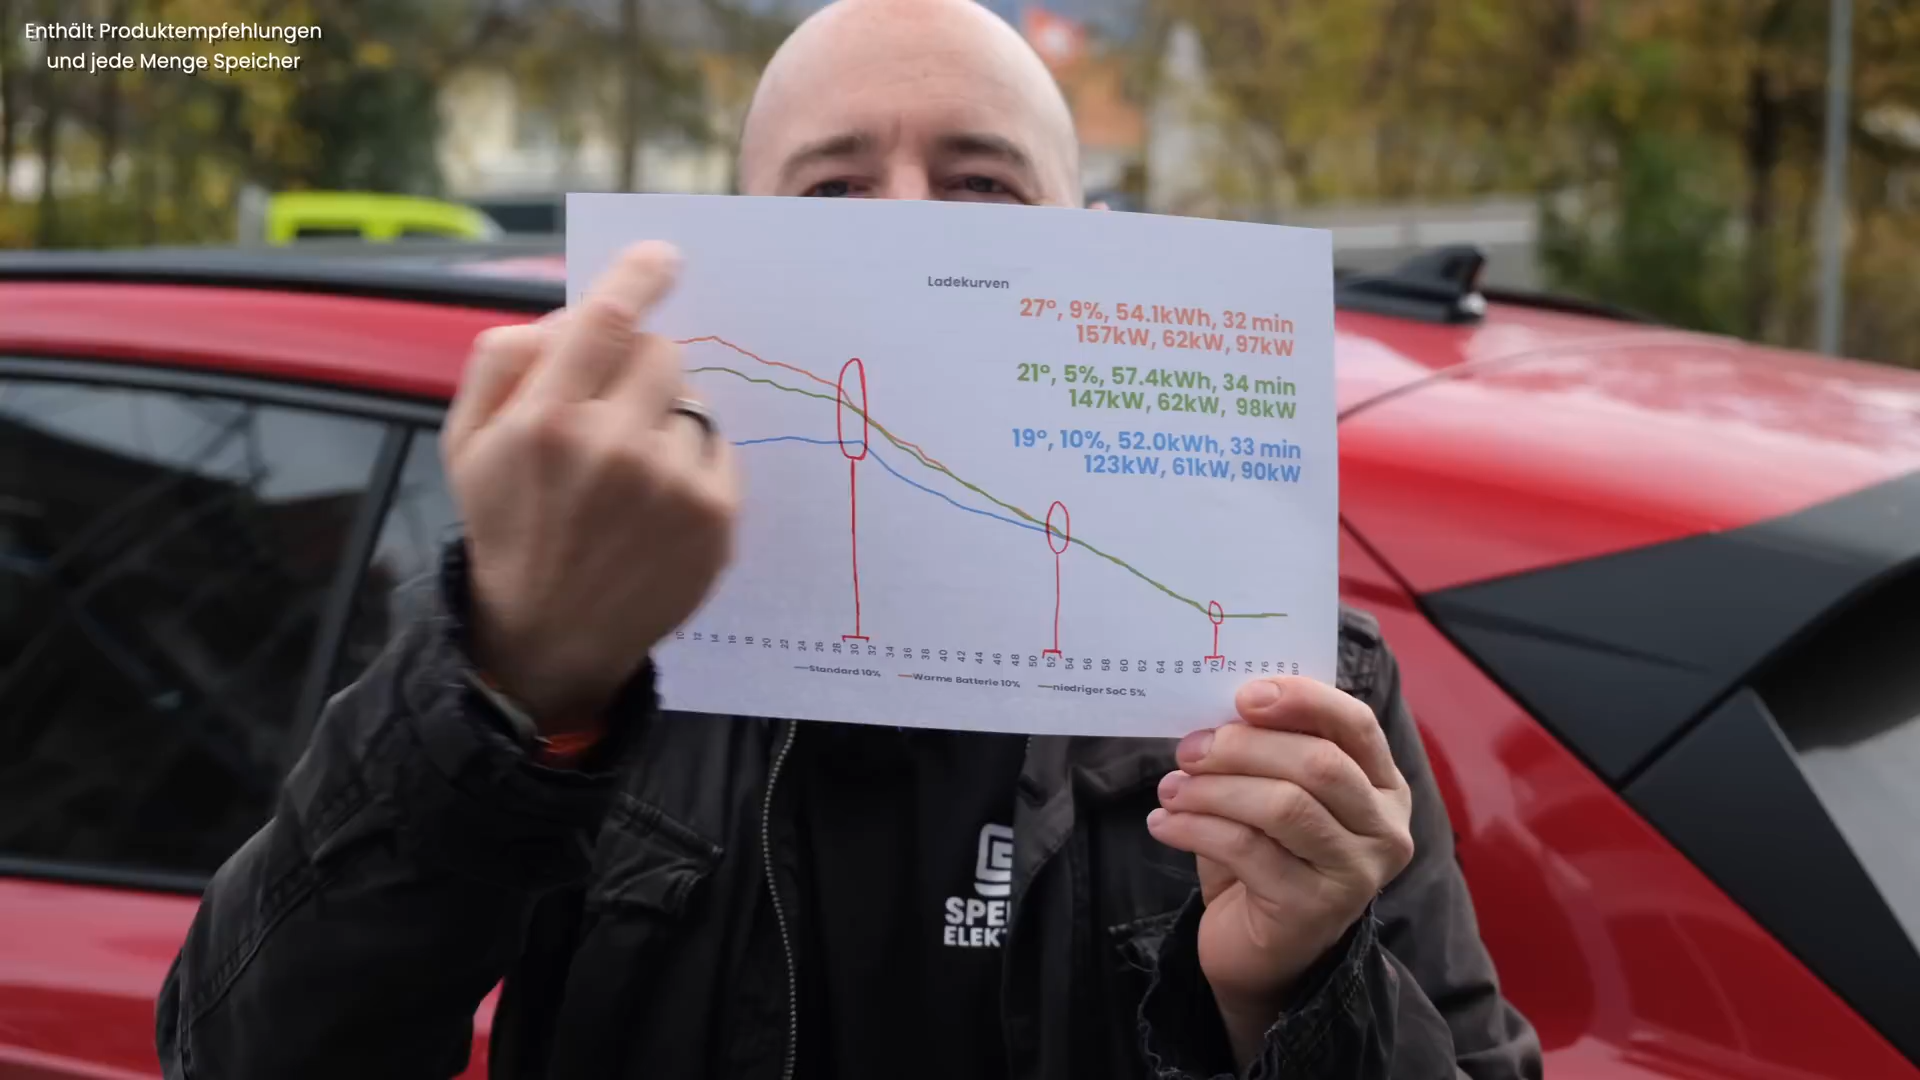 Enthält Produktempfehlungen
und jede Menge Speicher
Ladekurven
27°, 9%, 54.1kWh, 32 min
157kW, 62kW, 97kW
21°, 5%, 57.4kWh, 34 min
147kW, 62kW, 98kW
19°, 10%, 52.0kWh, 33 min
123kW, 61kW, 90kW
10 12 14 16 18 20 22 24 26 28 30 32 34 36 38 40 42 44 46 48 50 52 54 56 58 60 62 64 66 68 70 72 74 76 78 80
Standard 10% Warme Batterie 10% niedriger SoC 5%
SPE
ELEK